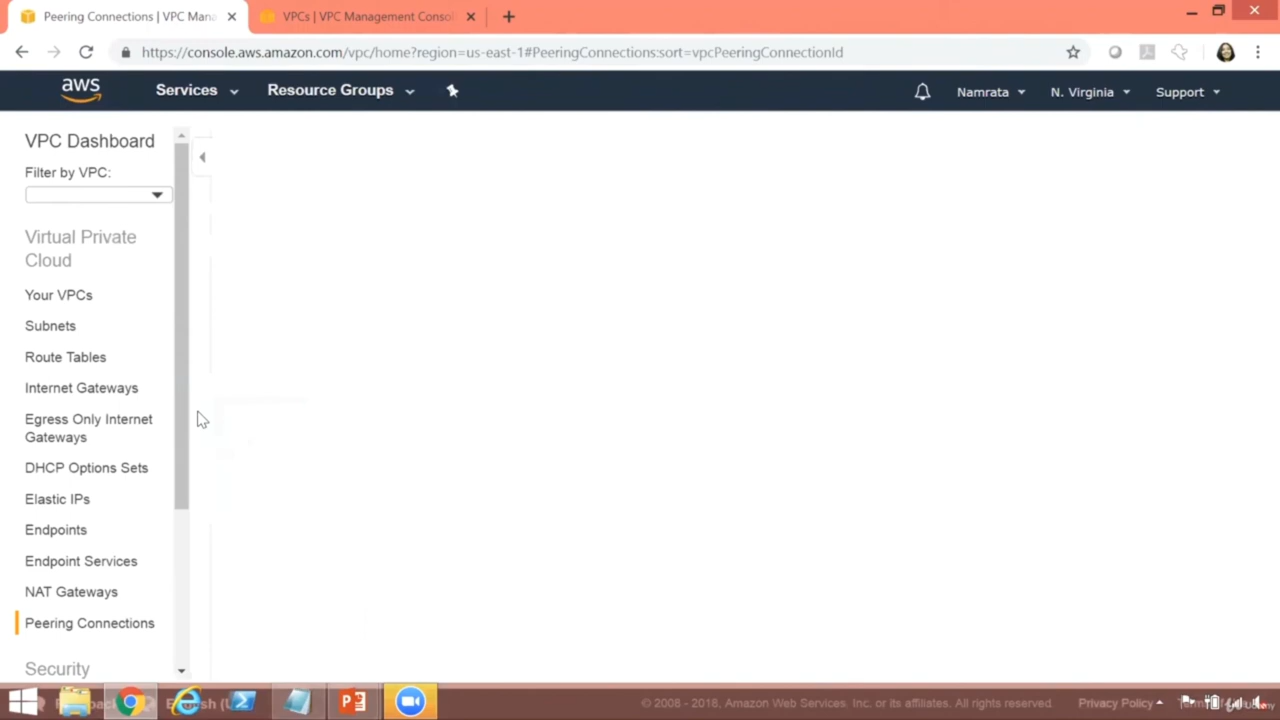 Peering Connections | VPC Mana
VPCs | VPC Management Consol
https://console.aws.amazon.com/vpc/home?region=us-east-1#PeeringConnections:sort=vpcPeeringConnectionId
aws
Services
Resource Groups
Namrata
N. Virginia
Support
VPC Dashboard
Filter by VPC:
Virtual Private
Cloud
Your VPCs
Subnets
Route Tables
Internet Gateways
Egress Only Internet
Gateways
DHCP Options Sets
Elastic IPs
Endpoints
Endpoint Services
NAT Gateways
Peering Connections
Security
© 2008 - 2018, Amazon Web Services, Inc. or its affiliates. All rights reserved.
Privacy Policy